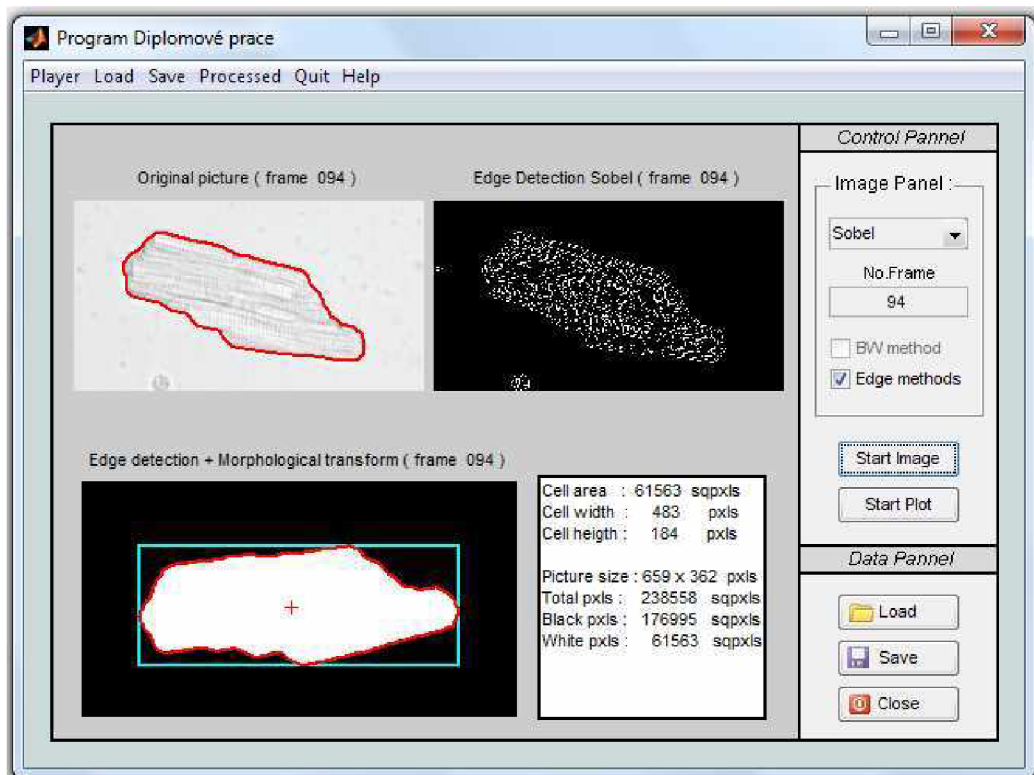 Program Diplomové prace
Player Load Save Processed Quit Help
Original picture ( frame 094 )
Edge Detection Sobel ( frame 094 )
Edge detection + Morphological transform ( frame 094 )
Cell area : 61563 sqpxls
Cell width : 483 pxls
Cell heigth : 184 pxls
Picture size : 659 x 362 pxls
Total pxls : 238558 sqpxls
Black pxls : 176995 sqpxls
White pxls : 61563 sqpxls
Control Pannel
Image Panel :
Sobel
No.Frame
94
BW method
Edge methods
Start Image
Start Plot
Data Pannel
Load
Save
Close